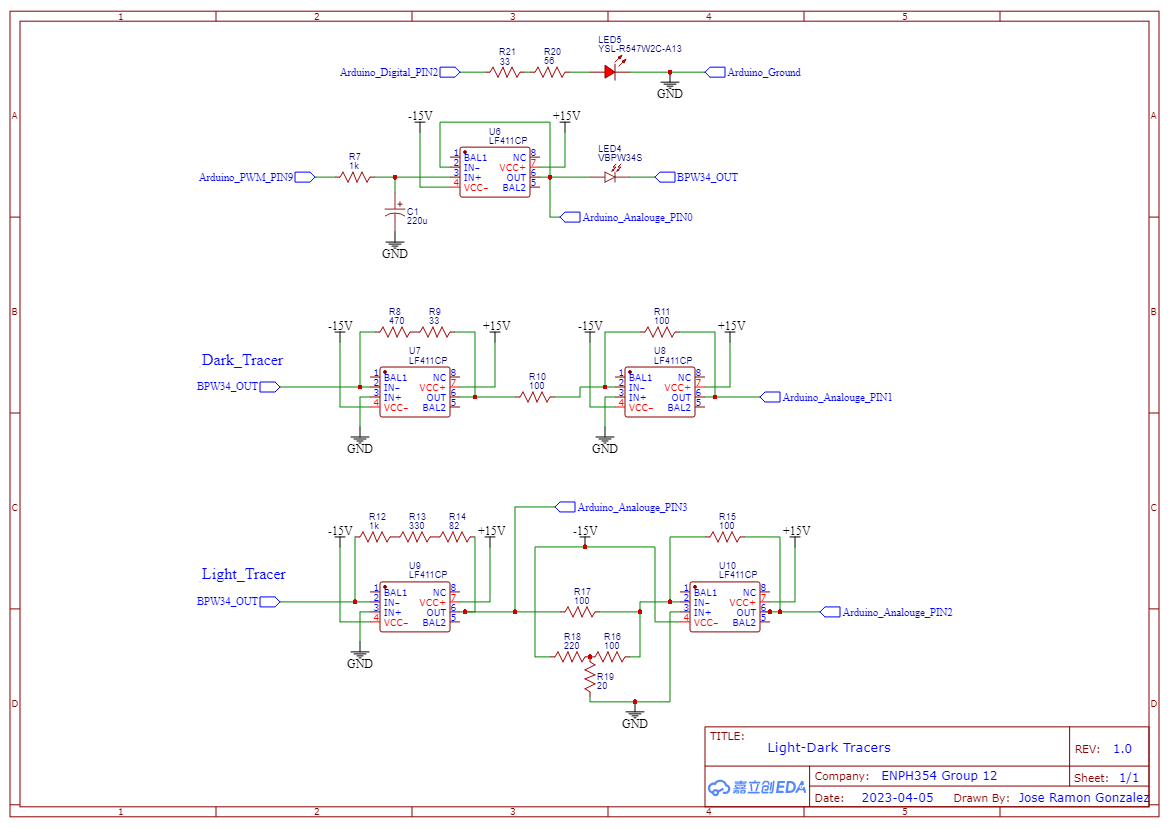 1 2 3 4 5
A A
B B
C C
D D
R21
33
R20
56
LED5
YSL-R547W2C-A13
Arduino_Digital_PIN2
Arduino_Ground
GND
-15V
+15V
U6
LF411CP
1 BAL1 NC 8
2 IN- VCC+ 7
3 IN+ OUT 6
4 VCC- BAL2 5
R7
1k
Arduino_PWM_PIN9
LED4
VBPW34S
BPW34_OUT
+
C1
220u
GND
Arduino_Analouge_PIN0
R8
470
R9
33
-15V
+15V
U7
LF411CP
1 BAL1 NC 8
2 IN- VCC+ 7
3 IN+ OUT 6
4 VCC- BAL2 5
Dark_Tracer
BPW34_OUT
GND
R10
100
R11
100
-15V
+15V
U8
LF411CP
1 BAL1 NC 8
2 IN- VCC+ 7
3 IN+ OUT 6
4 VCC- BAL2 5
Arduino_Analouge_PIN1
GND
R12
1k
R13
330
R14
82
-15V
+15V
U9
LF411CP
1 BAL1 NC 8
2 IN- VCC+ 7
3 IN+ OUT 6
4 VCC- BAL2 5
Light_Tracer
BPW34_OUT
GND
Arduino_Analouge_PIN3
-15V
R17
100
R18
220
R16
100
R19
20
GND
R15
100
+15V
U10
LF411CP
1 BAL1 NC 8
2 IN- VCC+ 7
3 IN+ OUT 6
4 VCC- BAL2 5
Arduino_Analouge_PIN2
TITLE:
Light-Dark Tracers
REV: 1.0
嘉立创EDA
Company: ENPH354 Group 12
Sheet: 1/1
Date: 2023-04-05 Drawn By: Jose Ramon Gonzalez
1 2 3 4 5